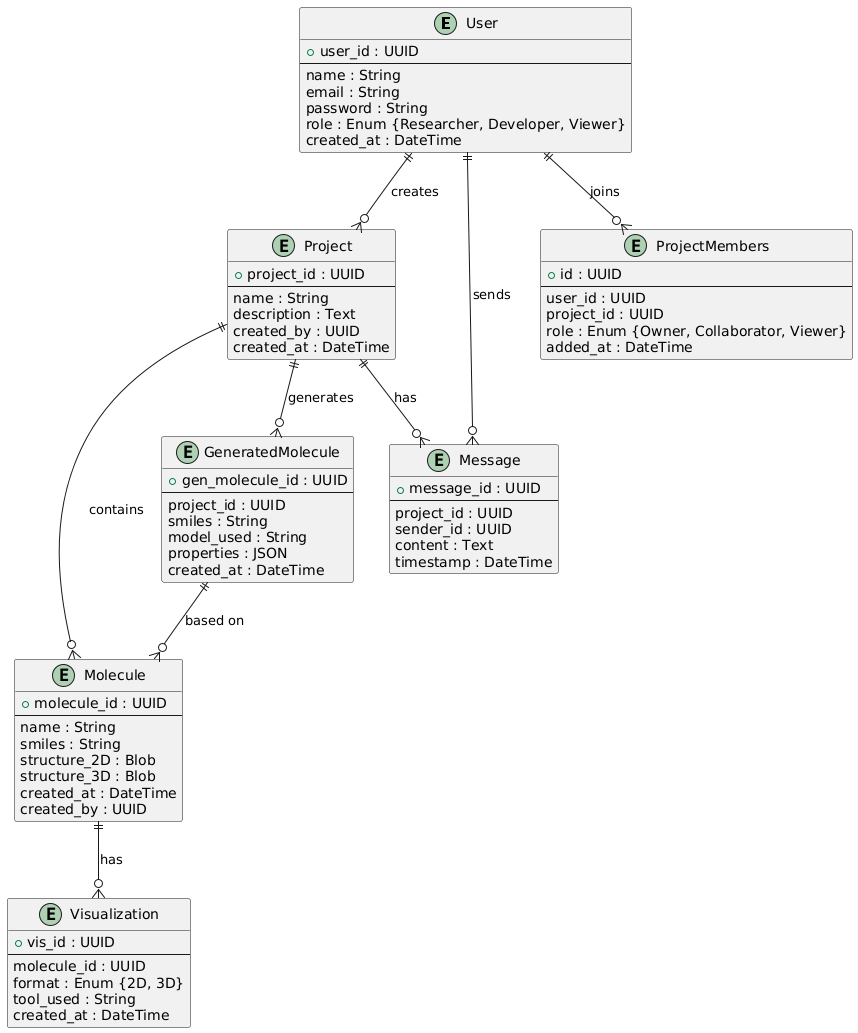 E User
user_id : UUID
name : String
email : String
password : String
role : Enum {Researcher, Developer, Viewer}
created_at : DateTime
creates
joins
sends
E Project
project_id : UUID
name : String
description : Text
created_by : UUID
created_at : DateTime
E ProjectMembers
id : UUID
user_id : UUID
project_id : UUID
role : Enum {Owner, Collaborator, Viewer}
added_at : DateTime
generates
has
contains
E GeneratedMolecule
gen_molecule_id : UUID
project_id : UUID
smiles : String
model_used : String
properties : JSON
created_at : DateTime
E Message
message_id : UUID
project_id : UUID
sender_id : UUID
content : Text
timestamp : DateTime
based on
E Molecule
molecule_id : UUID
name : String
smiles : String
structure_2D : Blob
structure_3D : Blob
created_at : DateTime
created_by : UUID
has
E Visualization
vis_id : UUID
molecule_id : UUID
format : Enum {2D, 3D}
tool_used : String
created_at : DateTime